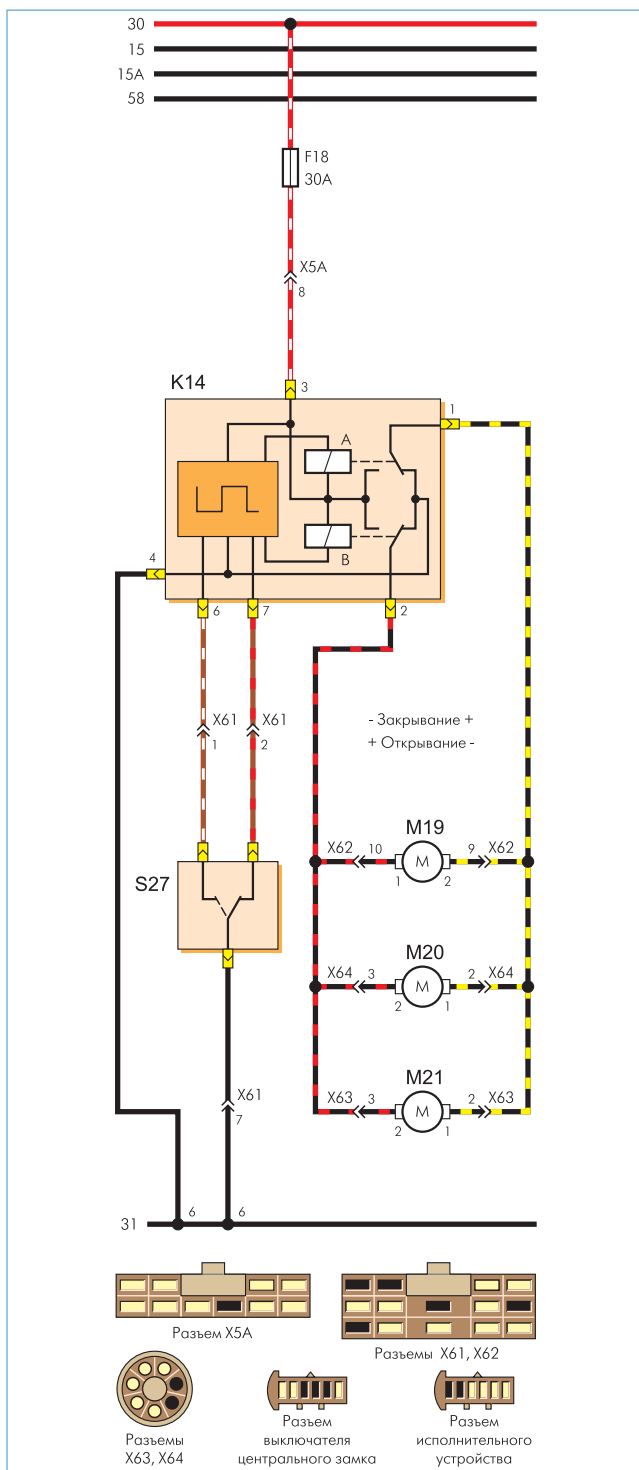 30
15
15A
58
F18
30A
X5A
8
K14
3
1
A
B
4
6
7
2
X61
X61
1
2
- Закрывание +
+ Открывание -
S27
M19
X62
10
M
9
X62
1
2
M20
X64
3
M
2
X64
2
1
M21
X63
3
M
2
X63
2
1
X61
7
6
6
31
Разъем X5A
Разъемы X61, X62
Разъемы
X63, X64
Разъем
выключателя
центрального замка
Разъем
исполнительного
устройства